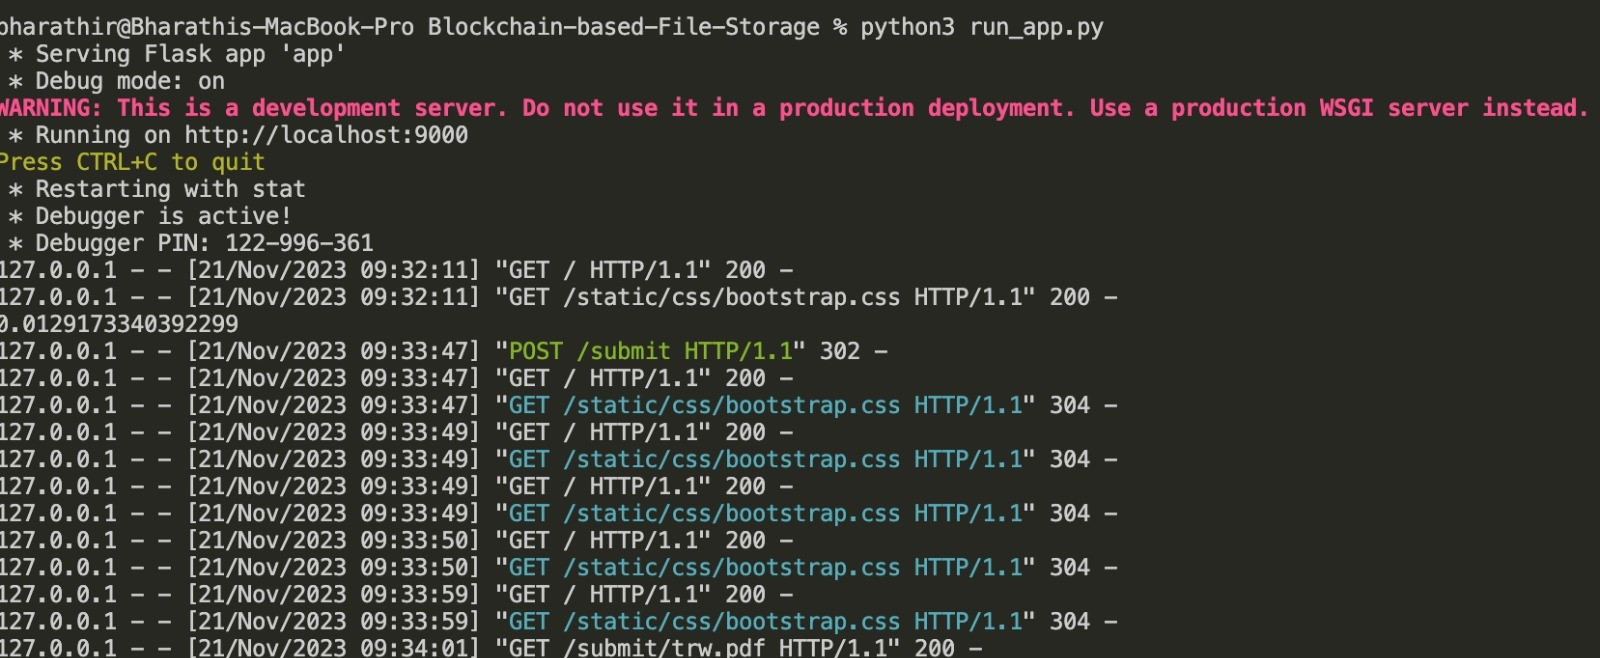 bharathir@Bharathis-MacBook-Pro Blockchain-based-File-Storage % python3 run_app.py
* Serving Flask app 'app'
* Debug mode: on
WARNING: This is a development server. Do not use it in a production deployment. Use a production WSGI server instead.
* Running on http://localhost:9000
Press CTRL+C to quit
* Restarting with stat
* Debugger is active!
* Debugger PIN: 122-996-361
127.0.0.1 - - [21/Nov/2023 09:32:11] "GET / HTTP/1.1" 200 -
127.0.0.1 - - [21/Nov/2023 09:32:11] "GET /static/css/bootstrap.css HTTP/1.1" 200 -
0.0129173340392299
127.0.0.1 - - [21/Nov/2023 09:33:47] "POST /submit HTTP/1.1" 302 -
127.0.0.1 - - [21/Nov/2023 09:33:47] "GET / HTTP/1.1" 200 -
127.0.0.1 - - [21/Nov/2023 09:33:47] "GET /static/css/bootstrap.css HTTP/1.1" 304 -
127.0.0.1 - - [21/Nov/2023 09:33:49] "GET / HTTP/1.1" 200 -
127.0.0.1 - - [21/Nov/2023 09:33:49] "GET /static/css/bootstrap.css HTTP/1.1" 304 -
127.0.0.1 - - [21/Nov/2023 09:33:49] "GET / HTTP/1.1" 200 -
127.0.0.1 - - [21/Nov/2023 09:33:49] "GET /static/css/bootstrap.css HTTP/1.1" 304 -
127.0.0.1 - - [21/Nov/2023 09:33:50] "GET / HTTP/1.1" 200 -
127.0.0.1 - - [21/Nov/2023 09:33:50] "GET /static/css/bootstrap.css HTTP/1.1" 304 -
127.0.0.1 - - [21/Nov/2023 09:33:59] "GET / HTTP/1.1" 200 -
127.0.0.1 - - [21/Nov/2023 09:33:59] "GET /static/css/bootstrap.css HTTP/1.1" 304 -
127.0.0.1 - - [21/Nov/2023 09:34:01] "GET /submit/trw.pdf HTTP/1.1" 200 -